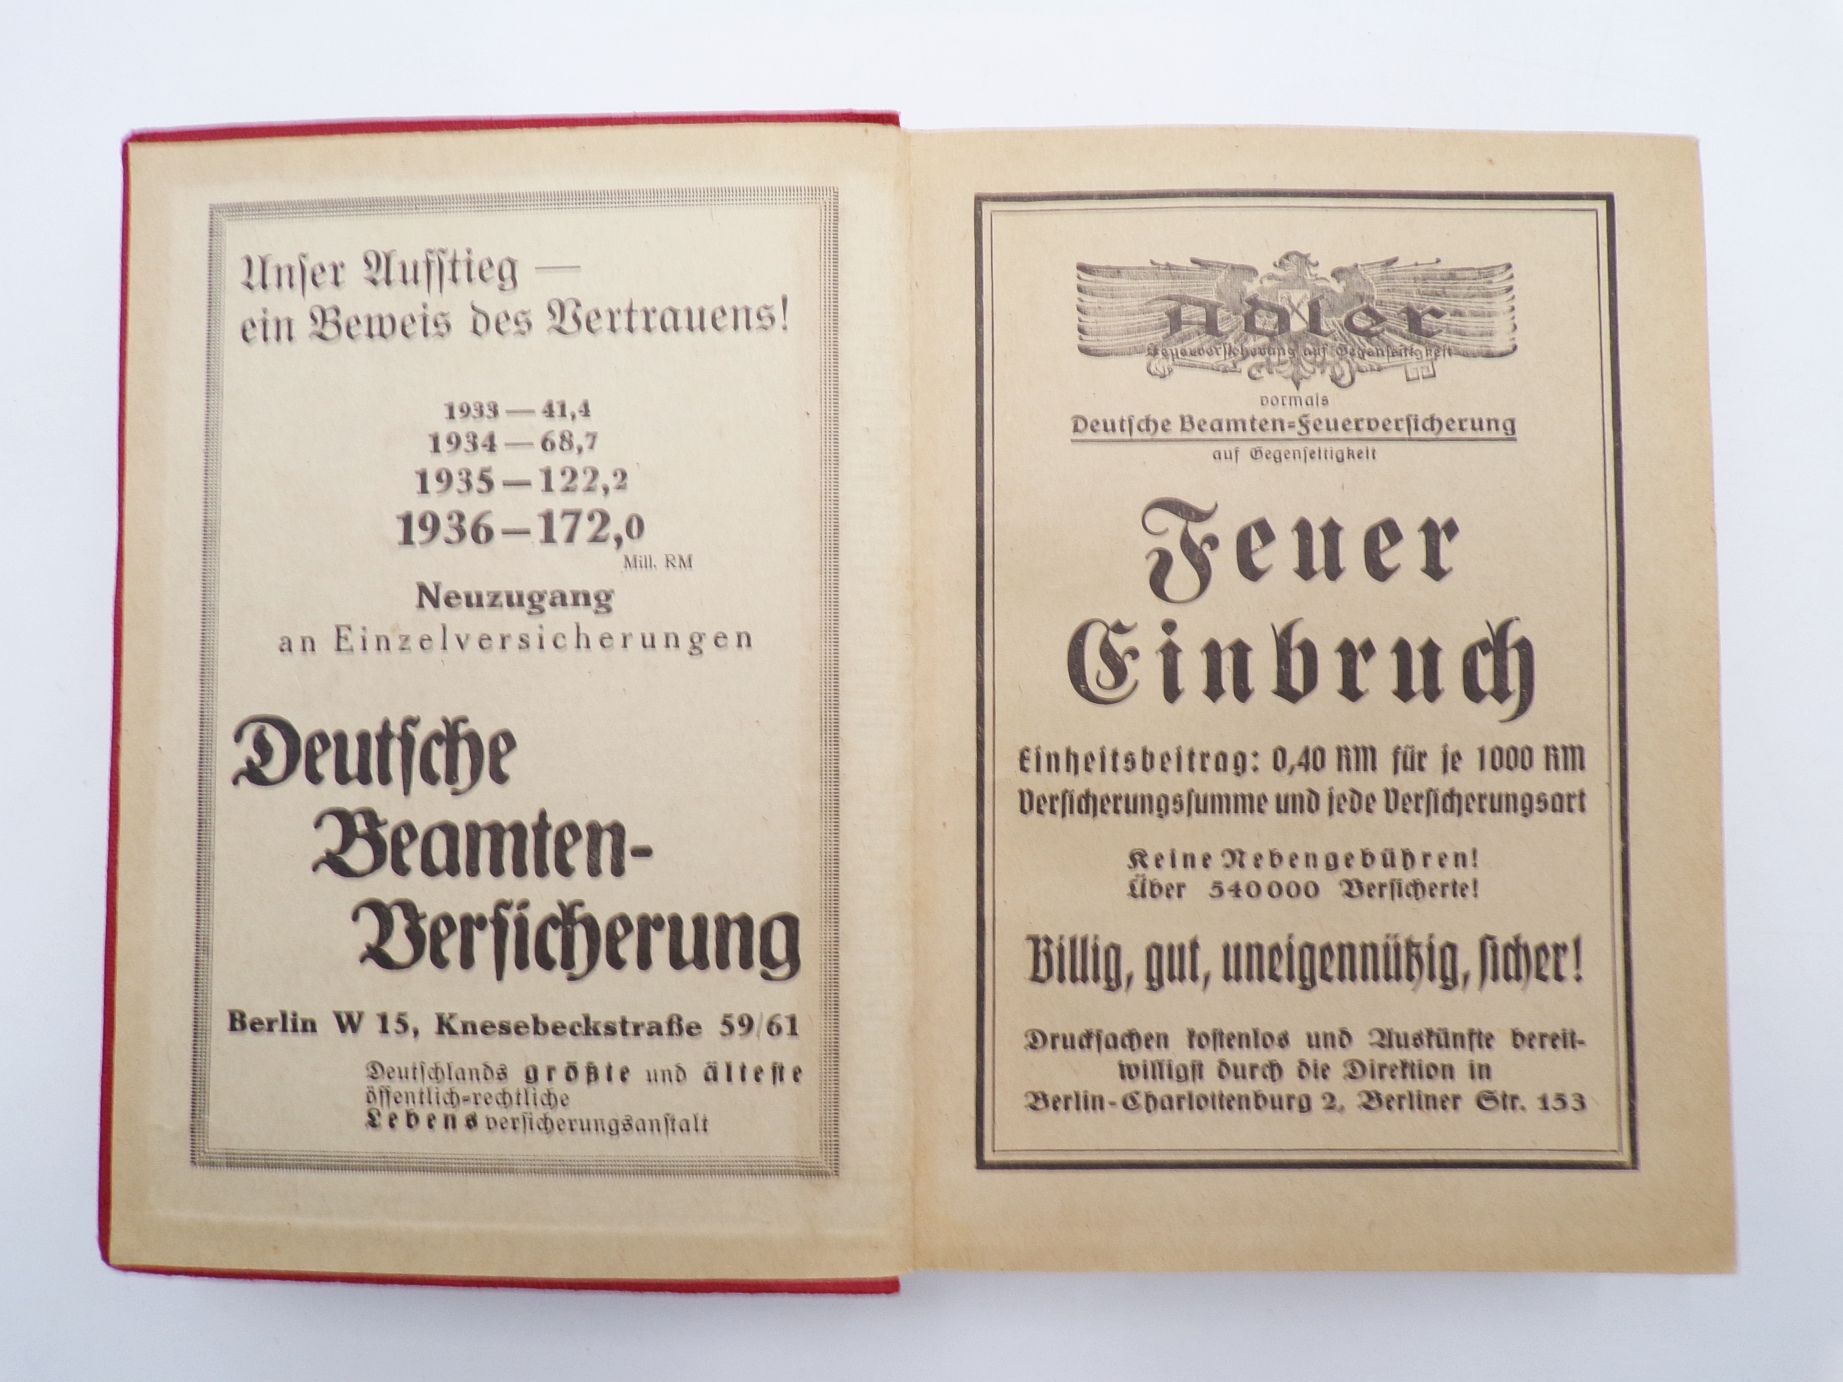 Unser Aufstieg —
ein Beweis des Vertrauens!
1933 — 41,4
1934 — 68,7
1935 — 122,2
1936 — 172,0
Mill. RM
Neuzugang
an Einzelversicherungen
Deutsche
Beamten-
Versicherung
Berlin W 15, Knesebeckstraße 59/61
Deutschlands größte und älteste
öffentlich-rechtliche
Lebensversicherungsanstalt
Adler
Feuerversicherung auf Gegenseitigkeit
vormals
Deutsche Beamten-Feuerversicherung
auf Gegenseitigkeit
Feuer
Einbruch
Einheitsbeitrag: 0,40 RM für je 1000 RM
Versicherungssumme und jede Versicherungsart
Keine Nebengebühren!
Über 540000 Versicherte!
Billig, gut, uneigennützig, sicher!
Drucksachen kostenlos und Auskünfte bereit-
willigst durch die Direktion in
Berlin-Charlottenburg 2, Berliner Str. 153